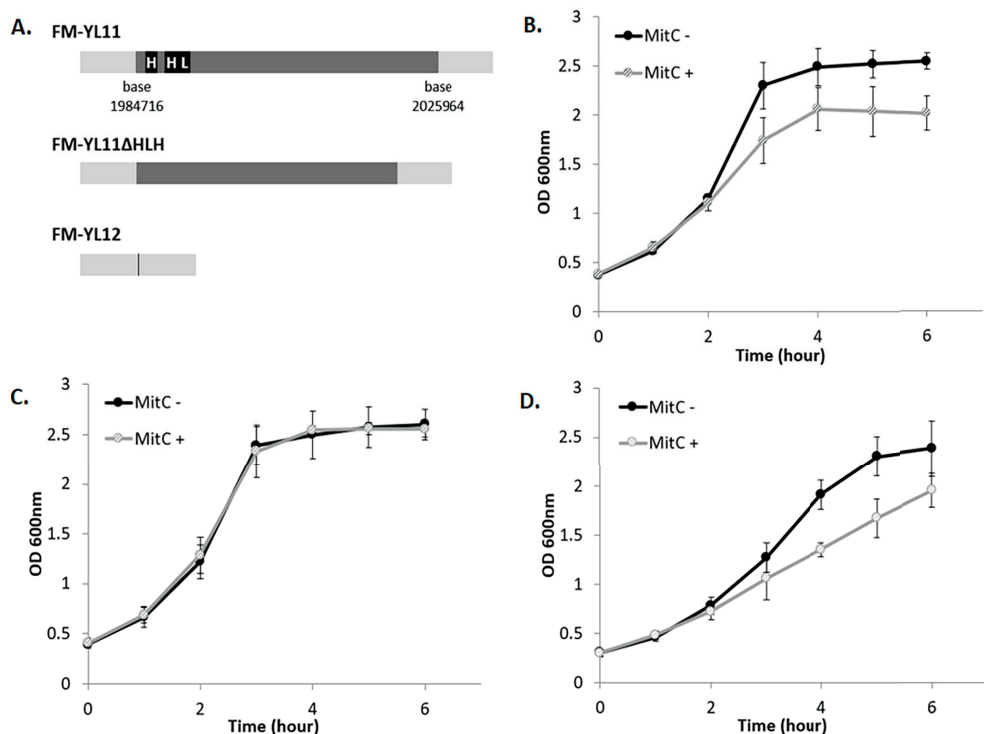 A.
FM-YL11
H H L
base
1984716
base
2025964
FM-YL11ΔHLH
FM-YL12
B.
MitC -
MitC +
OD 600nm
3
2.5
2
1.5
1
0.5
0
0 2 4 6
Time (hour)
C.
MitC -
MitC +
OD 600nm
3
2.5
2
1.5
1
0.5
0
0 2 4 6
Time (hour)
D.
MitC -
MitC +
OD 600nm
3
2.5
2
1.5
1
0.5
0
0 2 4 6
Time (hour)